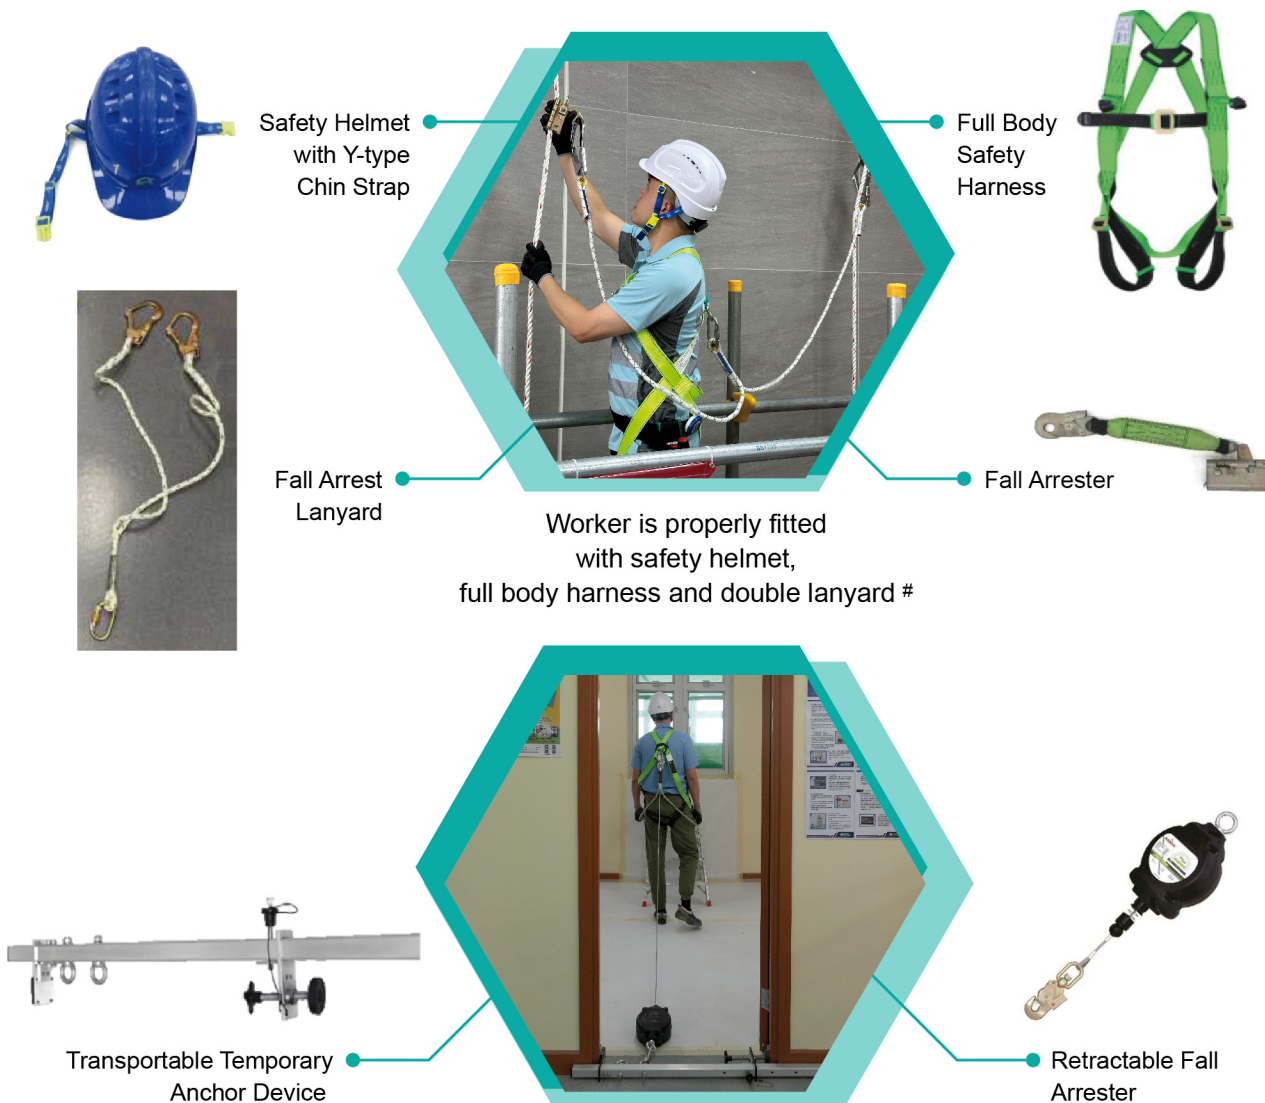 Safety Helmet
with Y-type
Chin Strap
Full Body
Safety
Harness
Fall Arrest
Lanyard
Fall Arrester
Worker is properly fitted
with safety helmet,
full body harness and double lanyard #
Transportable Temporary
Anchor Device
Retractable Fall
Arrester